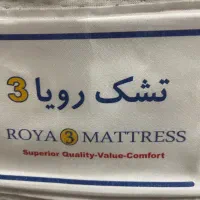 تشک رویا 3
ROYA 3 MATTRESS
Superior Quality-Value-Comfort